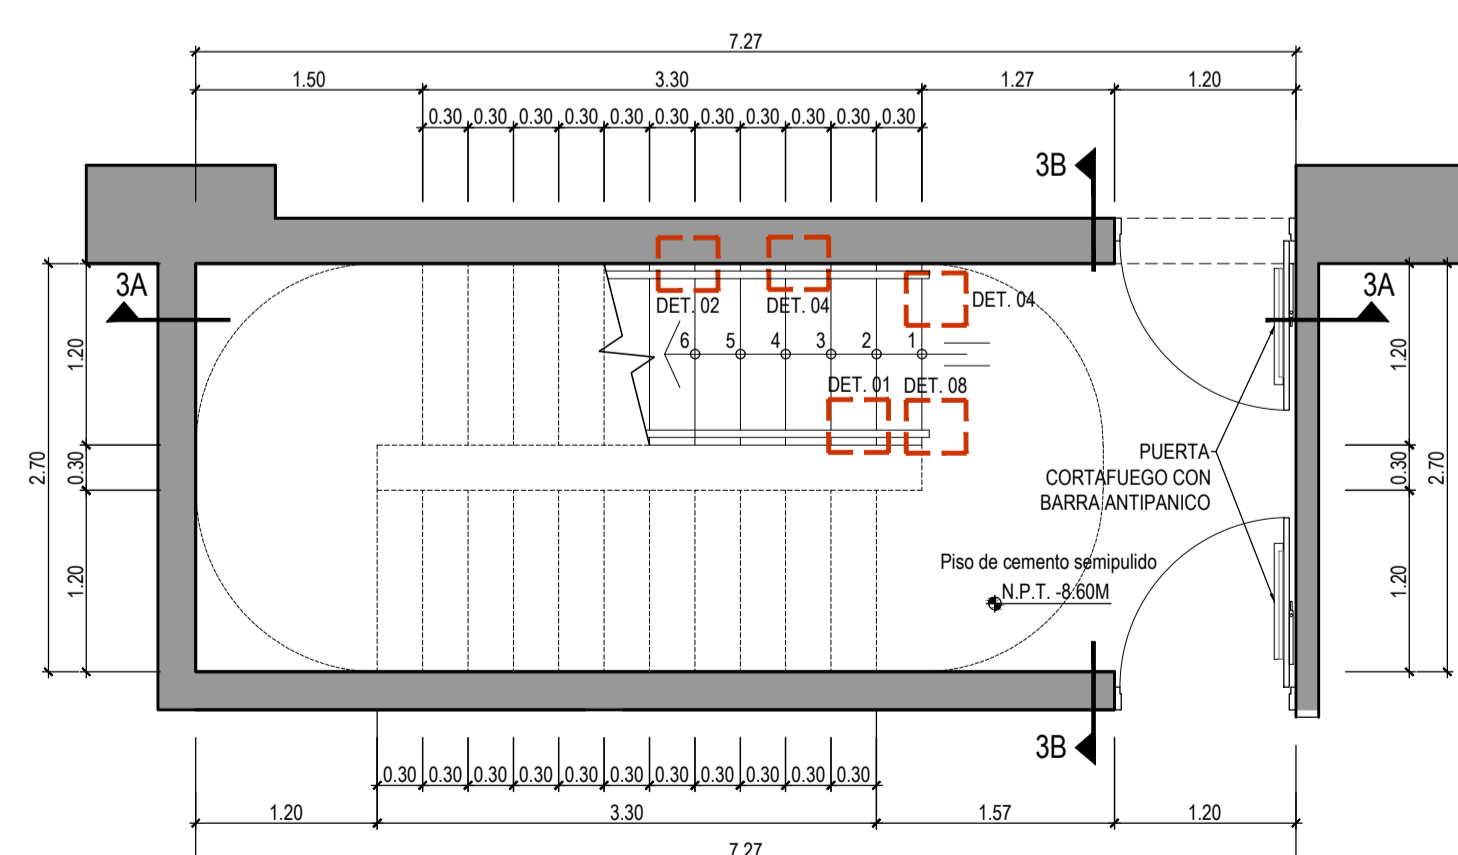 7.27
1.50 3.30 1.27 1.20
0.30 0.30 0.30 0.30 0.30 0.30 0.30 0.30 0.30 0.30 0.30
3B
3A
3A
DET. 02 DET. 04 DET. 04
6 5 4 3 2 1
1.20
1.20
DET. 01 DET. 08
2.70
0.30
0.30
2.70
PUERTA
CORTAFUEGO CON
BARRA ANTIPANICO
Piso de cemento semipulido
N.P.T. -8.60M
1.20
1.20
3B
0.30 0.30 0.30 0.30 0.30 0.30 0.30 0.30 0.30 0.30 0.30
1.20 3.30 1.57 1.20
7.27